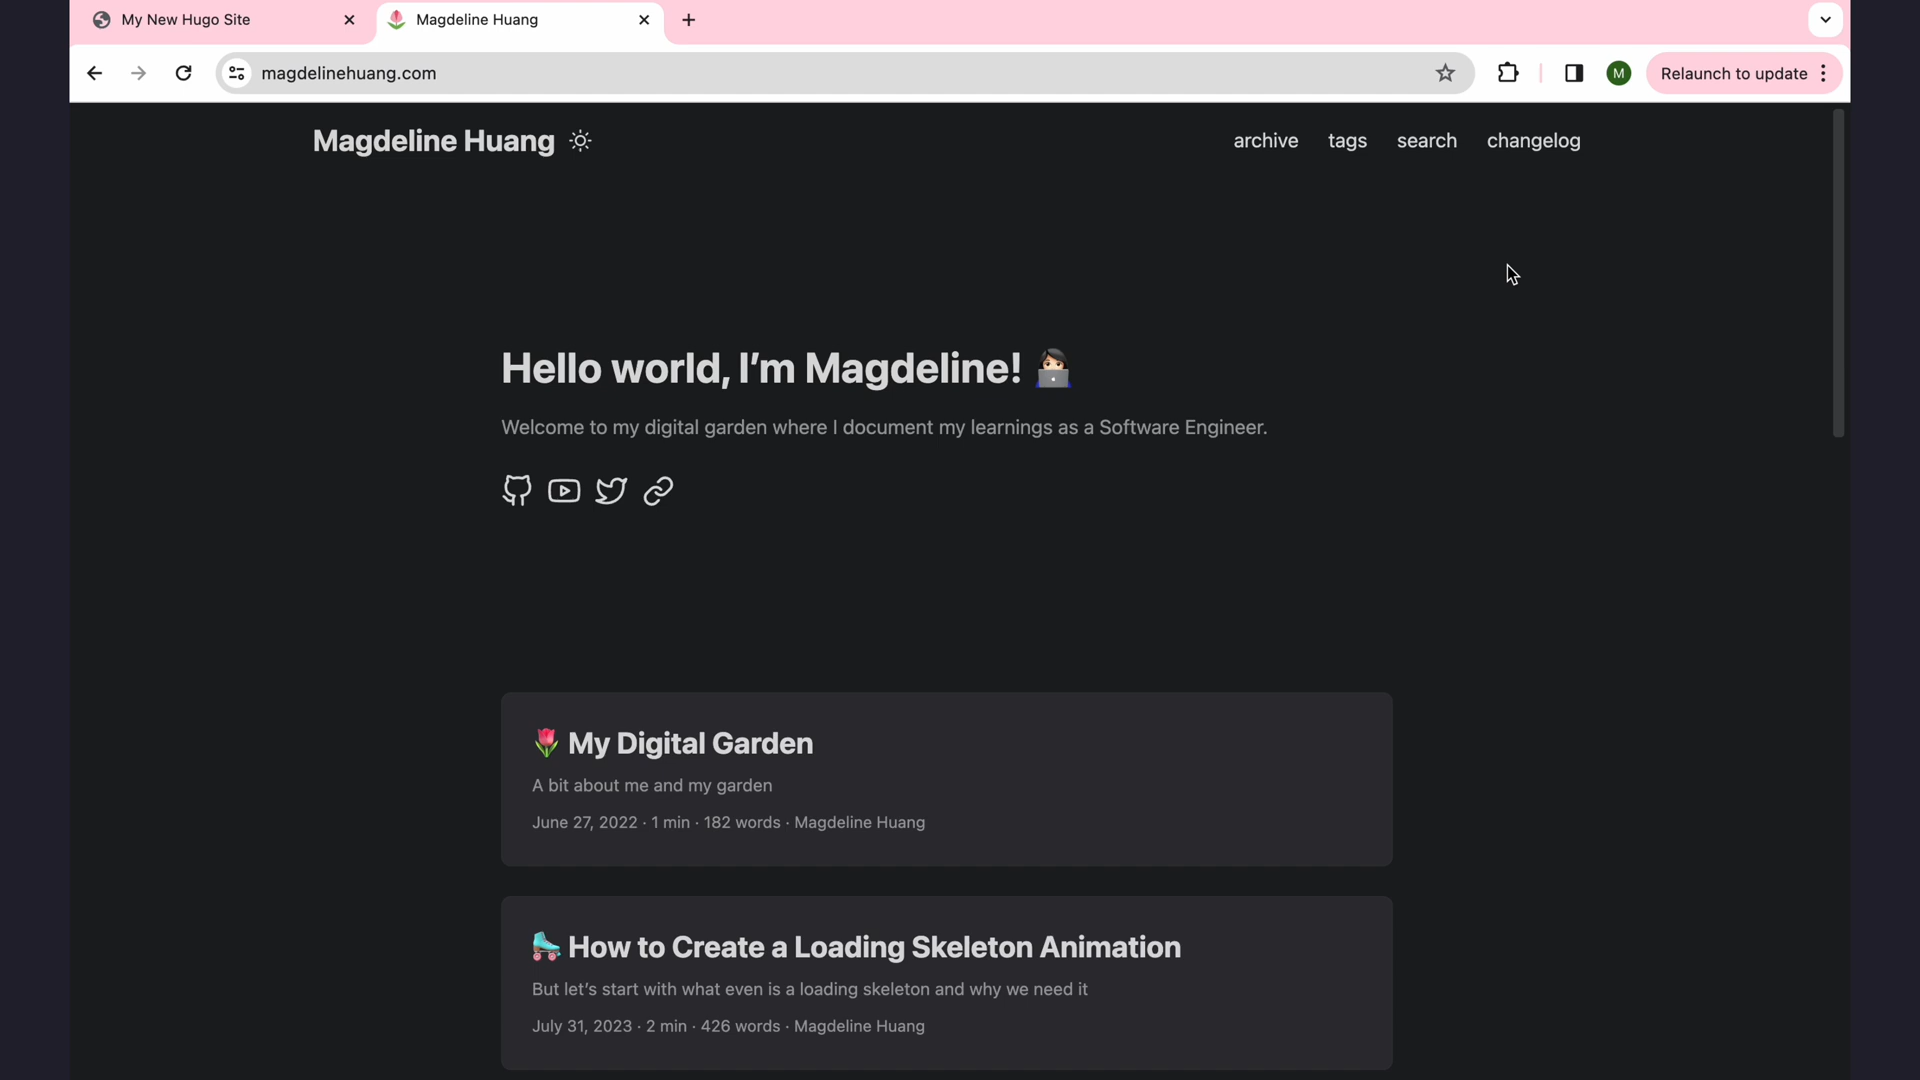 My New Hugo Site
Magdeline Huang
magdelinehuang.com
M
Relaunch to update
Magdeline Huang
archive
tags
search
changelog
Hello world, I’m Magdeline! 👩🏻‍💻
Welcome to my digital garden where I document my learnings as a Software Engineer.
🌷 My Digital Garden
A bit about me and my garden
June 27, 2022 · 1 min · 182 words · Magdeline Huang
🛼 How to Create a Loading Skeleton Animation
But let’s start with what even is a loading skeleton and why we need it
July 31, 2023 · 2 min · 426 words · Magdeline Huang